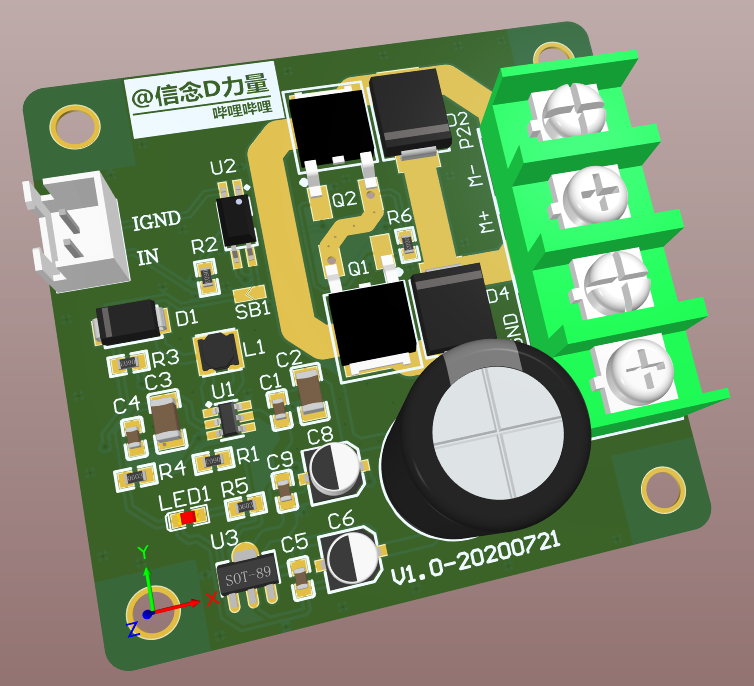 @信念D力量
哔哩哔哩
U2
D2
P22
IGND
Q2
M-
IN
R2
R6
M+
SB1
Q1
D1
D4
L1
R3
C2
C3
U1
C1
C4
C8
R1
R4
C9
LED1
R5
C6
U3
C5
SOT-89
V1.0-20200721
Y
X
Z